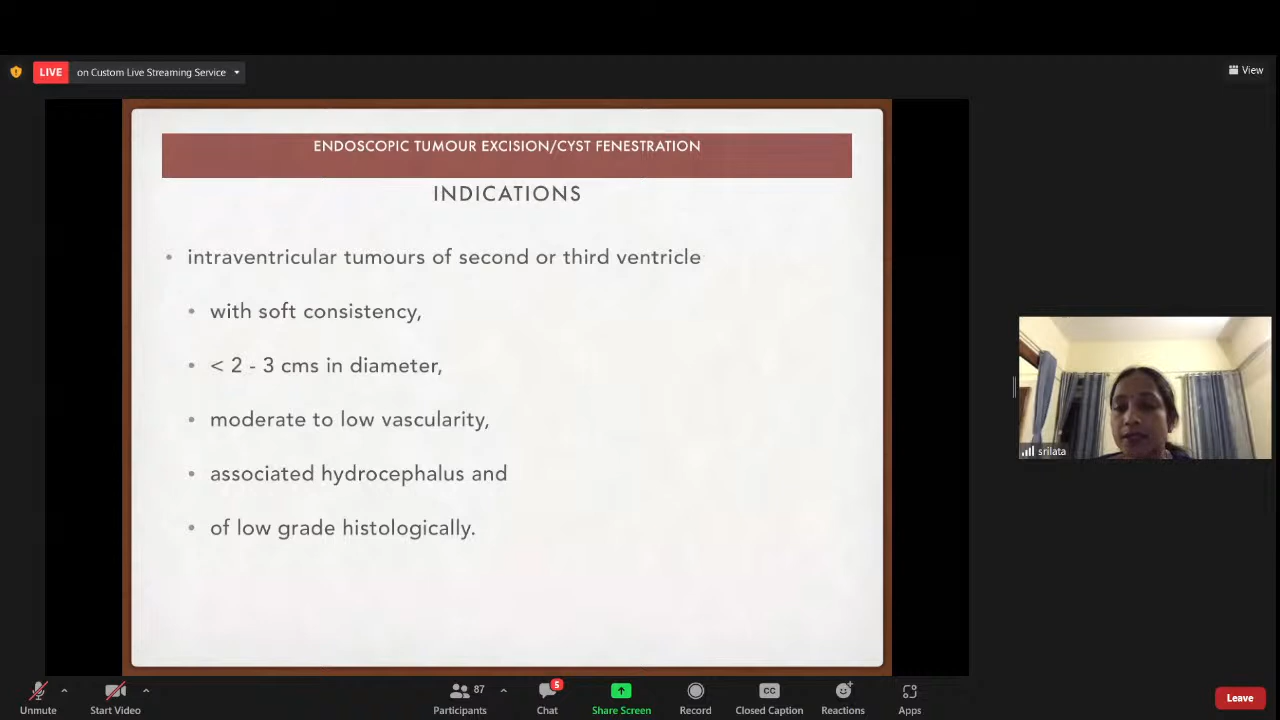 LIVE on Custom Live Streaming Service
View
ENDOSCOPIC TUMOUR EXCISION/CYST FENESTRATION
INDICATIONS
• intraventricular tumours of second or third ventricle
• with soft consistency,
• < 2 - 3 cms in diameter,
• moderate to low vascularity,
• associated hydrocephalus and
• of low grade histologically.
srilata
Unmute
Start Video
87
Participants
5
Chat
Share Screen
Record
CC
Closed Caption
Reactions
Apps
Leave